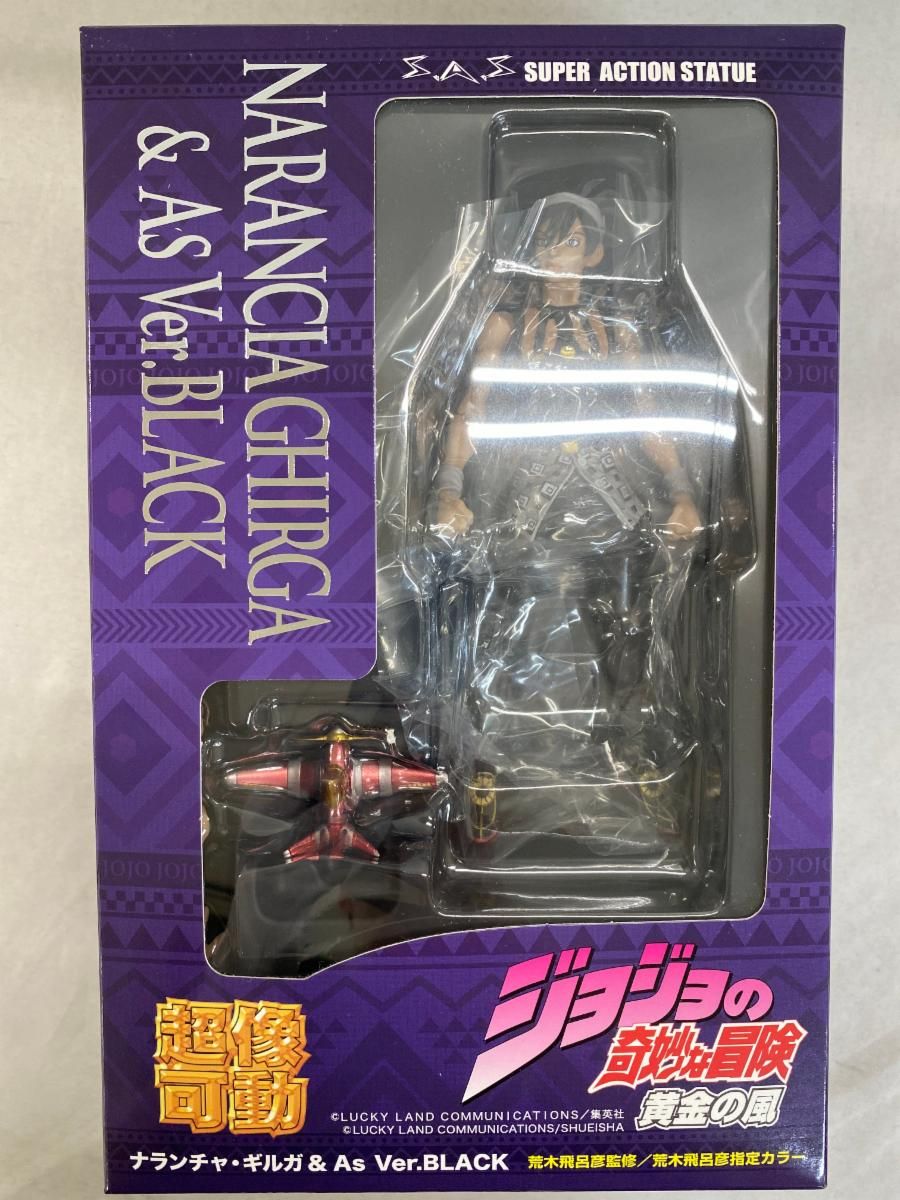 S.A.S SUPER ACTION STATUE
NARANCIA GHIRGA
& AS Ver.BLACK
JOJO JOJO
ジョジョの
奇妙な冒険
黄金の風
超像
可動
©LUCKY LAND COMMUNICATIONS/集英社
©LUCKY LAND COMMUNICATIONS/SHUEISHA
ナランチャ・ギルガ & As Ver.BLACK 荒木飛呂彦監修/荒木飛呂彦指定カラー